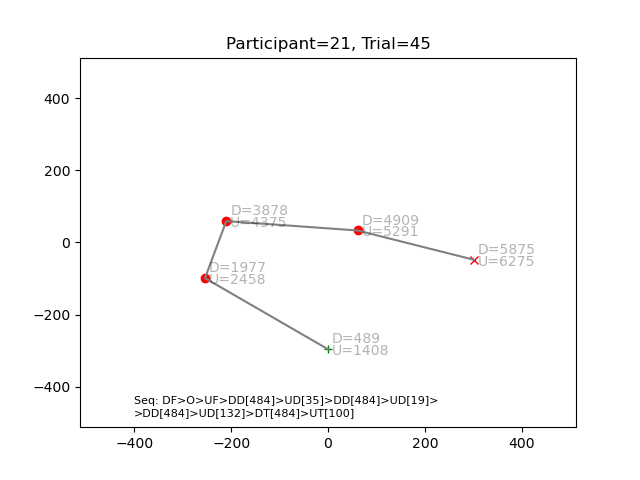 Participant=21, Trial=45
400
200
0
−200
−400
D=3878
U=4375
D=4909
U=5291
D=5875
U=6275
D=1977
U=2458
D=489
U=1408
Seq: DF>O>UF>DD[484]>UD[35]>DD[484]>UD[19]>
>DD[484]>UD[132]>DT[484]>UT[100]
−400 −200 0 200 400